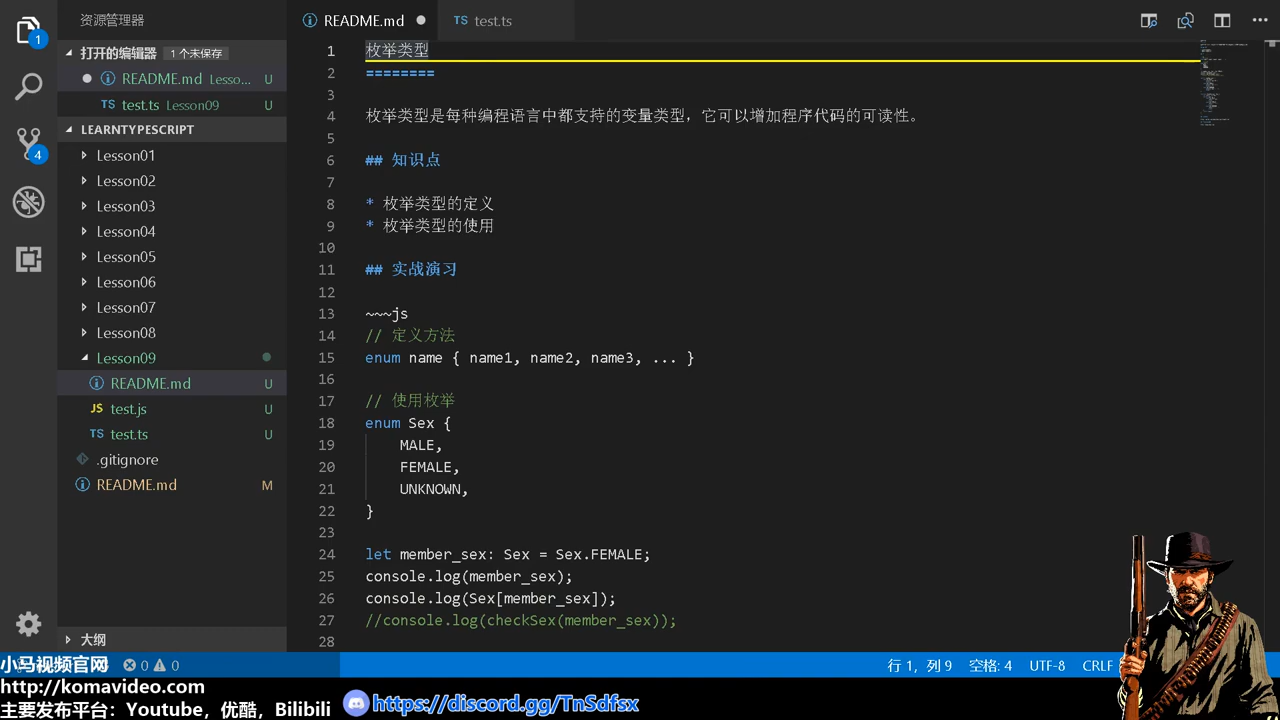 资源管理器
README.md
TS test.ts
打开的编辑器 1 个未保存
README.md Lesso... U
TS test.ts Lesson09 U
LEARNTYPESCRIPT
Lesson01
Lesson02
Lesson03
Lesson04
Lesson05
Lesson06
Lesson07
Lesson08
Lesson09
README.md U
JS test.js U
TS test.ts U
.gitignore
README.md M
大纲
1
4
1 枚举类型
2 ========
3
4 枚举类型是每种编程语言中都支持的变量类型，它可以增加程序代码的可读性。
5
6 ## 知识点
7
8 * 枚举类型的定义
9 * 枚举类型的使用
10
11 ## 实战演习
12
13 ~~~js
14 // 定义方法
15 enum name { name1, name2, name3, ... }
16
17 // 使用枚举
18 enum Sex {
19 MALE,
20 FEMALE,
21 UNKNOWN,
22 }
23
24 let member_sex: Sex = Sex.FEMALE;
25 console.log(member_sex);
26 console.log(Sex[member_sex]);
27 //console.log(checkSex(member_sex));
28
小马视频官网 0 0 行 1，列 9 空格: 4 UTF-8 CRLF
http://komavideo.com
主要发布平台：Youtube，优酷，Bilibili https://discord.gg/TnSdfsx